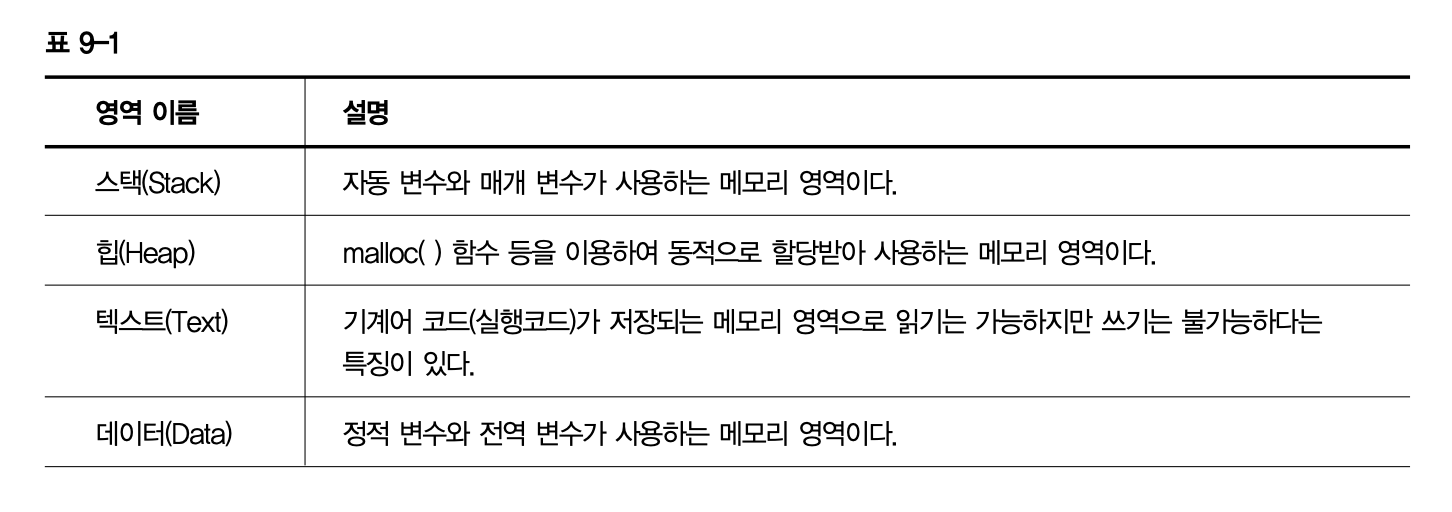 표 9-1
영역 이름 설명
스택(Stack) 자동 변수와 매개 변수가 사용하는 메모리 영역이다.
힙(Heap) malloc( ) 함수 등을 이용하여 동적으로 할당받아 사용하는 메모리 영역이다.
텍스트(Text) 기계어 코드(실행코드)가 저장되는 메모리 영역으로 읽기는 가능하지만 쓰기는 불가능하다는
특징이 있다.
데이터(Data) 정적 변수와 전역 변수가 사용하는 메모리 영역이다.